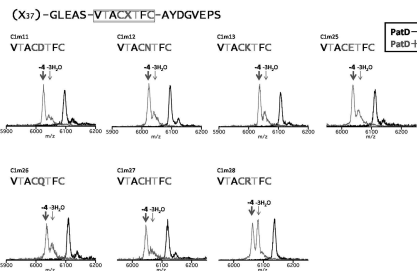 (X37)-GLEAS-VTACXTFC-AYDGVEPS
PatD−
PatD+
C1m11
VTACDTFC
-4 -3H2O
5900 6000 6100 6200
m/z
C1m12
VTACNTFC
-4 -3H2O
6000 6100 6200
m/z
C1m13
VTACKTFC
-4 -3H2O
6000 6100 6200
m/z
C1m25
VTACETFC
-4 -3H2O
6000 6100 6200
m/z
C1m26
VTACQTFC
-4 -3H2O
5900 6000 6100 6200
m/z
C1m27
VTACHTFC
-4 -3H2O
6000 6100 6200
m/z
C1m28
VTACRTFC
-4 -3H2O
6000 6100 6200
m/z